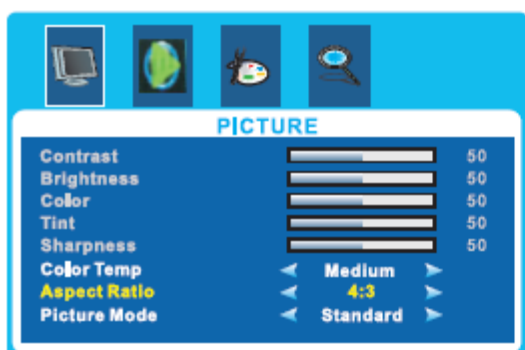 PICTURE
Contrast 50
Brightness 50
Color 50
Tint 50
Sharpness 50
Color Temp Medium
Aspect Ratio 4:3
Picture Mode Standard